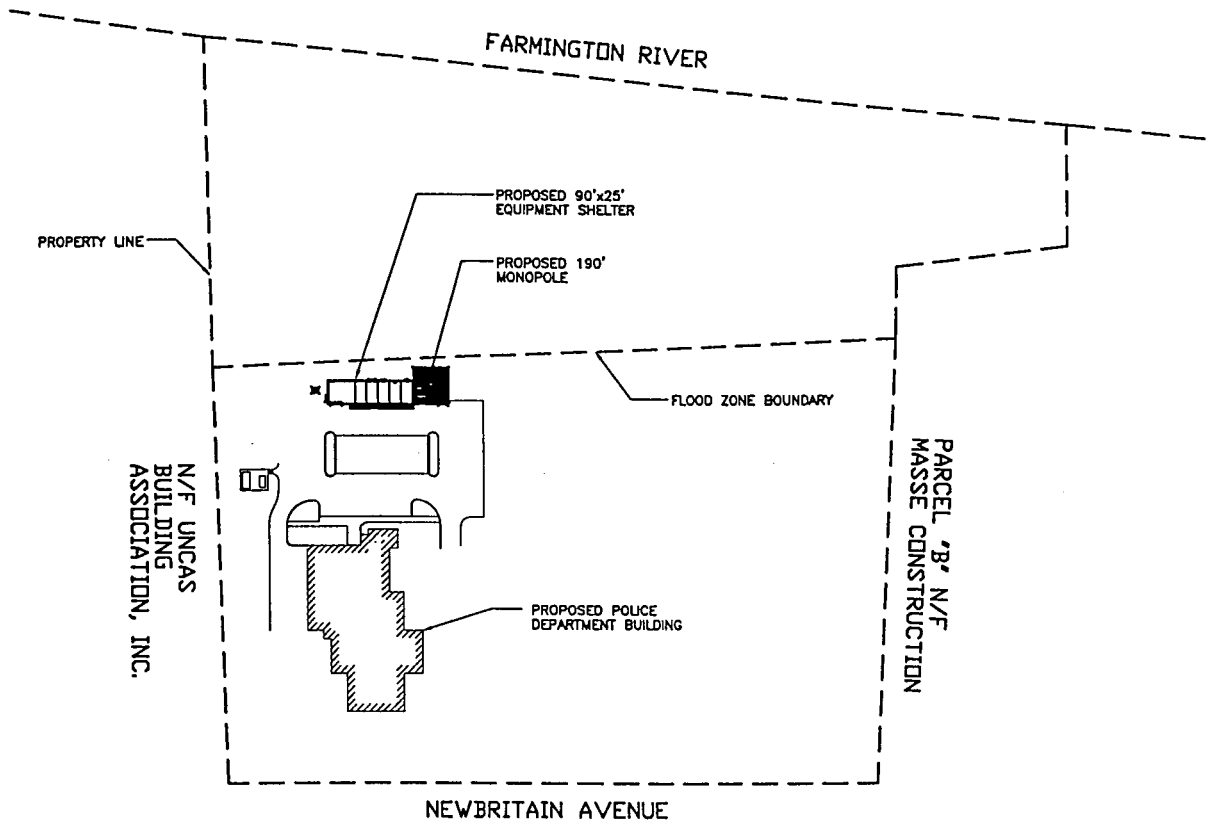 FARMINGTON RIVER
PROPOSED 90'x25'
EQUIPMENT SHELTER
PROPERTY LINE
PROPOSED 190'
MONOPOLE
FLOOD ZONE BOUNDARY
N/F UNCAS
BUILDING
ASSOCIATION, INC.
PARCEL "B" N/F
MASSE CONSTRUCTION
PROPOSED POLICE
DEPARTMENT BUILDING
NEWBRITAIN AVENUE